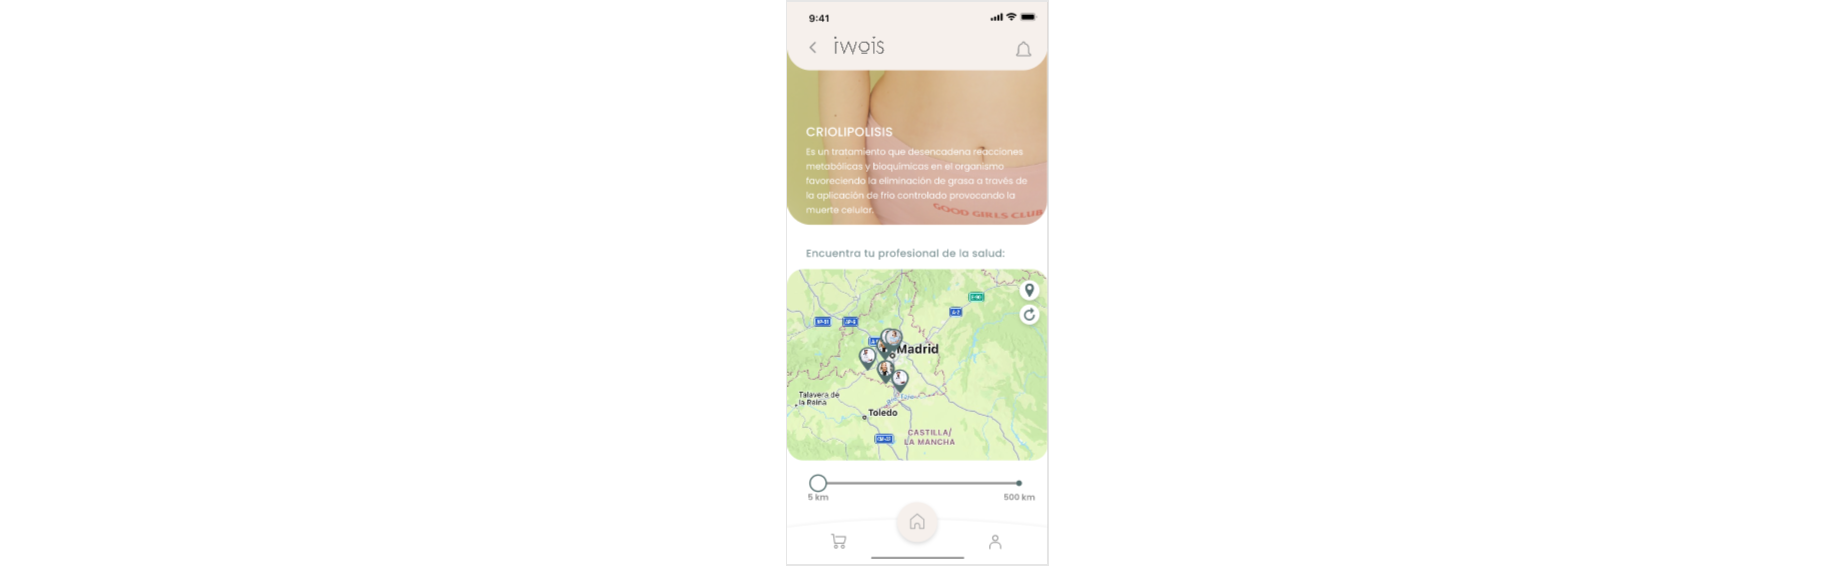 9:41
iwois
CRIOLIPOLISIS
Es un tratamiento que desencadena reacciones
metabólicas y bioquímicas en el organismo
favoreciendo la eliminación de grasa a través de
la aplicación de frío controlado provocando la
muerte celular.
GOOD GIRLS CLUB
Encuentra tu profesional de la salud:
Madrid
Talavera de
la Reina
Toledo
CASTILLA/
LA MANCHA
5 km
500 km